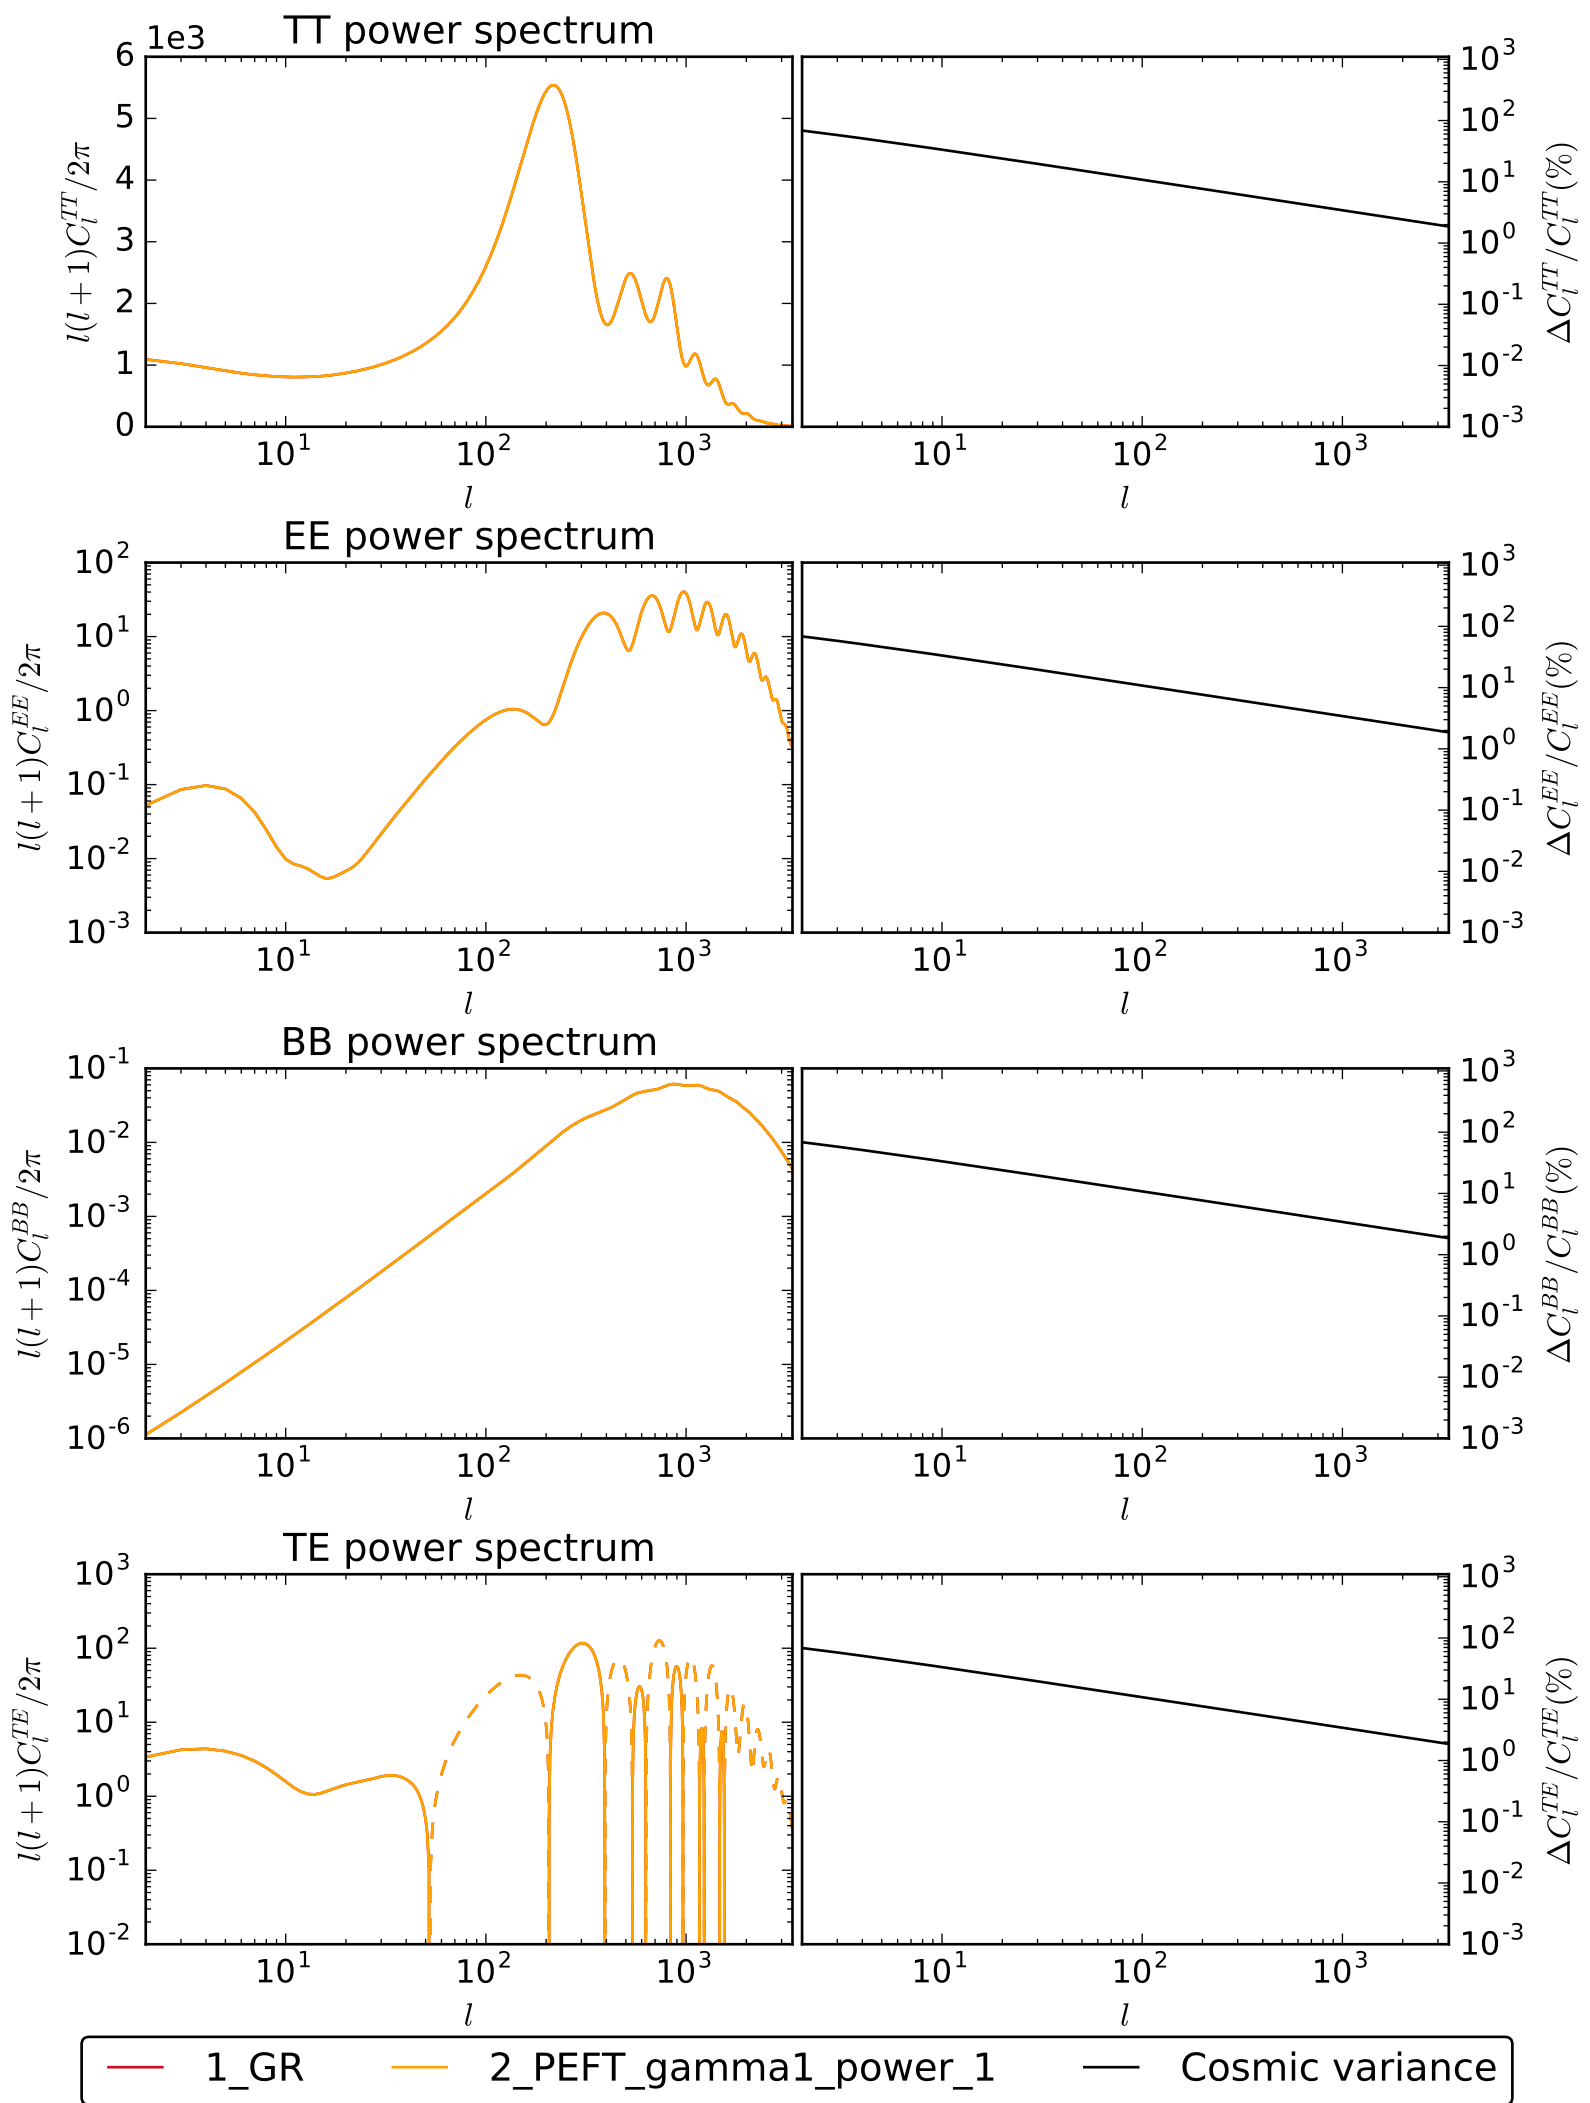 TT power spectrum
1e3
6
5
4
3
2
1
0
l(l+1)C_l^{TT}/2π
10^1 10^2 10^3
l
10^3
10^2
10^1
10^0
10^-1
10^-2
10^-3
ΔC_l^{TT}/C_l^{TT}(%)
10^1 10^2 10^3
l
EE power spectrum
10^2
10^1
10^0
10^-1
10^-2
10^-3
l(l+1)C_l^{EE}/2π
10^1 10^2 10^3
l
10^3
10^2
10^1
10^0
10^-1
10^-2
10^-3
ΔC_l^{EE}/C_l^{EE}(%)
10^1 10^2 10^3
l
BB power spectrum
10^-1
10^-2
10^-3
10^-4
10^-5
10^-6
l(l+1)C_l^{BB}/2π
10^1 10^2 10^3
l
10^3
10^2
10^1
10^0
10^-1
10^-2
10^-3
ΔC_l^{BB}/C_l^{BB}(%)
10^1 10^2 10^3
l
TE power spectrum
10^3
10^2
10^1
10^0
10^-1
10^-2
l(l+1)C_l^{TE}/2π
10^1 10^2 10^3
l
10^3
10^2
10^1
10^0
10^-1
10^-2
10^-3
ΔC_l^{TE}/C_l^{TE}(%)
10^1 10^2 10^3
l
1_GR 2_PEFT_gamma1_power_1 Cosmic variance